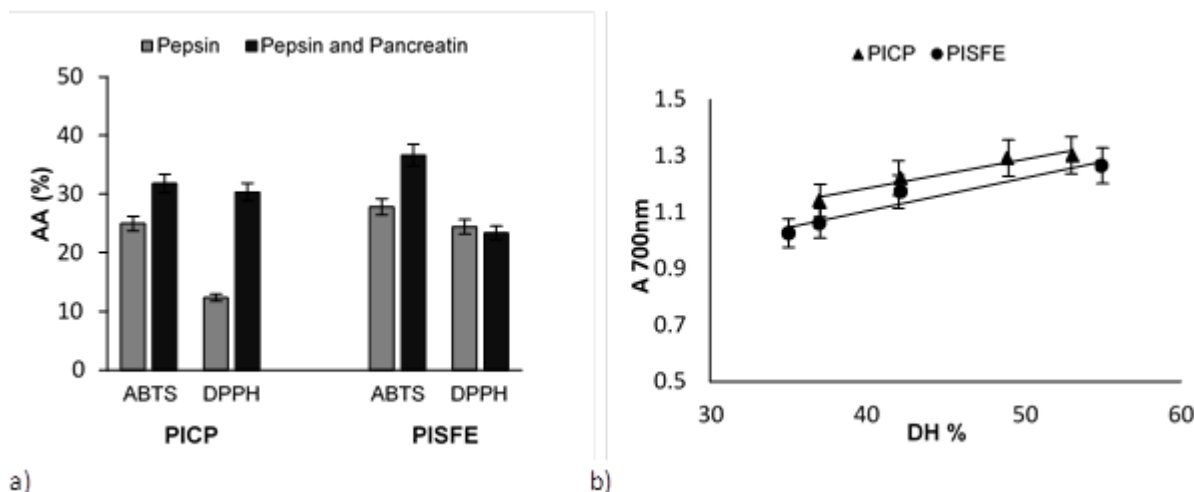 Pepsin Pepsin and Pancreatin
50
40
30
20
10
0
AA (%)
ABTS DPPH ABTS DPPH
PICP PISFE
a)
PICP PISFE
1.5
1.3
1.1
0.9
0.7
0.5
A 700nm
30 40 50 60
DH %
b)